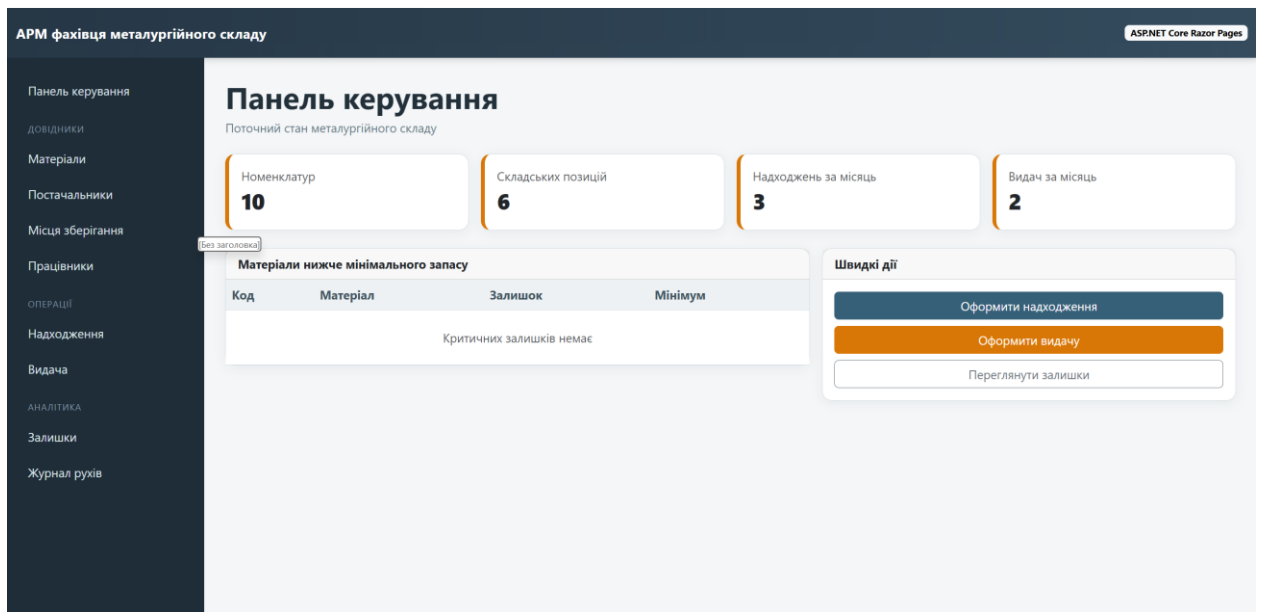 АРМ фахівця металургійного складу
ASP.NET Core Razor Pages
Панель керування
ДОВІДНИКИ
Матеріали
Постачальники
Місця зберігання
Працівники
ОПЕРАЦІЇ
Надходження
Видача
АНАЛІТИКА
Залишки
Журнал рухів
[Без заголовка]
Панель керування
Поточний стан металургійного складу
Номенклатур
10
Складських позицій
6
Надходжень за місяць
3
Видач за місяць
2
Матеріали нижче мінімального запасу
Код Матеріал Залишок Мінімум
Критичних залишків немає
Швидкі дії
Оформити надходження
Оформити видачу
Переглянути залишки